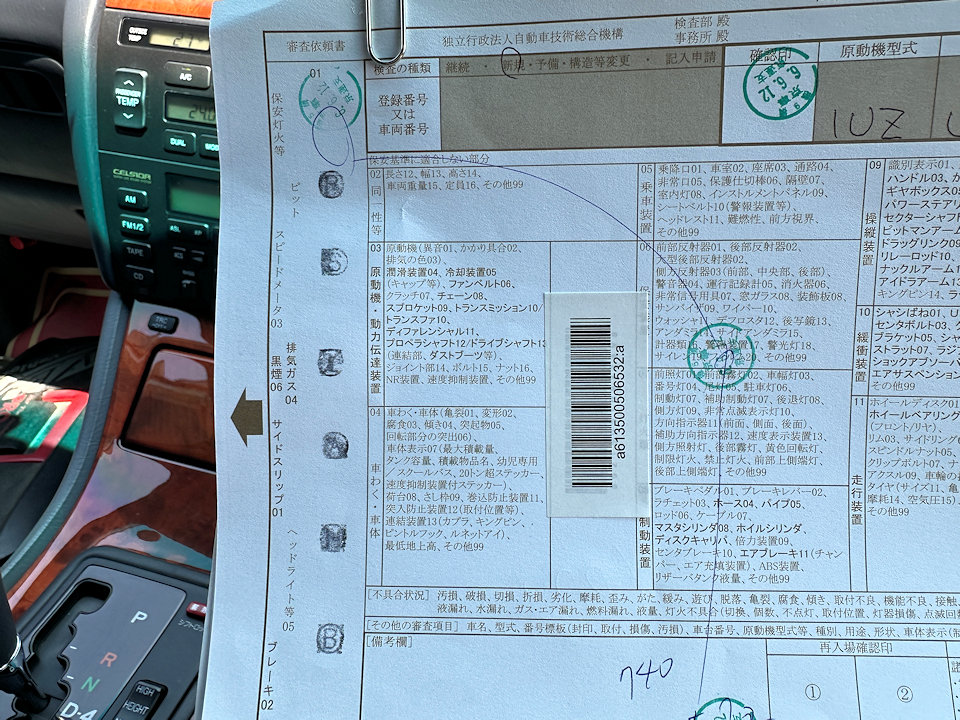 OUTSIDE TEMP
A/C
PASSENGER
TEMP
24.0
DUAL
CELSIOR
AM
FM1/2
TAPE
CD
ASL
TRC
OFF
P
R
N
D-4
HIGH
HEIGHT
審査依頼書
独立行政法人自動車技術総合機構
検査部 殿
事務所 殿
検査の種類
継続 ・ 新規・予備・構造等変更 ・ 記入申請
確認印
6.6.12
原動機型式
登録番号
又は
車両番号
1UZ
01
保安灯火等
ピット
スピードメータ03
排気ガス04
黒煙06
サイドスリップ01
ヘッドライト等05
ブレーキ02
保安基準に適合しない部分
02 同一性等
長さ12、幅13、高さ14、
車両重量15、定員16、その他99
03 原動機・動力伝達装置
原動機(異音01、かかり具合02、
排気の色03)
潤滑装置04、冷却装置05
(キャップ等)、ファンベルト06、
クラッチ07、チェーン08、
スプロケット09、トランスミッション10/
トランスファ10、
ディファレンシャル11、
プロペラシャフト12/ドライブシャフト13
(連結部、ダストブーツ等)、
ジョイント部14、ボルト15、ナット16、
NR装置、速度抑制装置、その他99
04 車わく・車体
車わく・車体(亀裂01、変形02、
腐食03、傾き04、突起物05、
回転部分の突出06)、
車体表示07(最大積載量、
タンク容量、積載物品名、幼児専用
/スクールバス、20トン超ステッカー、
速度抑制装置付ステッカー)、
荷台08、さし枠09、巻込防止装置11、
突入防止装置12(取付位置等)、
連結装置13(カプラ、キングピン、
ピントルフック、ルネットアイ)、
最低地上高、その他99
05 乗車装置
乗降口01、車室02、座席03、通路04、
非常口05、保護仕切棒06、隔壁07、
室内灯08、インストルメントパネル09、
シートベルト10(警報装置等)、
ヘッドレスト11、難燃性、前方視界、
その他99
06
前部反射器01、後部反射器02、
大型後部反射器02、
側方反射器03(前部、中央部、後部)、
警音器04、運行記録計05、消火器06、
非常信号用具07、窓ガラス08、装飾板08、
サンバイザ09、ワイパー10、
ウォッシャ11、デフロスタ12、後写鏡13、
a6135005506532:a
前照灯01、前部霧灯02、車幅灯03、
番号灯04、尾灯05、駐車灯06、
制動灯07、補助制動灯07、後退灯08、
側方灯09、非常点滅表示灯10、
方向指示器11(前面、側面、後面)、
補助方向指示器12、速度表示装置13、
側方照射灯、後部霧灯、黄色回転灯、
制限灯火、禁止灯火、前部上側端灯、
後部上側端灯、その他99
制動装置
ブレーキペダル01、ブレーキレバー02、
ラチェット03、ホース04、パイプ05、
ロッド06、ケーブル07、
マスタシリンダ08、ホイルシリンダ、
ディスクキャリパ、倍力装置09、
センタブレーキ10、エアブレーキ11(チャン
バー、エア充填装置)、ABS装置、
リザーバタンク液量、その他99
09 操縦装置
識別表示01、
ハンドル03、か
ギヤボックス05
パワーステアリ
セクターシャフト
ピットマンアーム
ドラッグリンク09
リレーロッド10、
ナックルアーム1
アイドラアーム13
キングピン14、ラ
10 緩衝装置
シャシばね01、U
センタボルト03、ク
ブラケット05、シャ
ストラット07、ラジ
ショックアブソーバ
エアサスペンション
その他99
11 走行装置
ホイールディスク01
ホイールベアリング
(フロント/リヤ)、
リム03、サイドリング
スピンドルナット05、
クリップボルト07、ナ
アクスル09、車輪の
タイヤ(サイズ11、亀
摩耗14、空気圧15)、
その他99
[不具合状況] 汚損、破損、切損、折損、劣化、摩耗、歪み、がた、緩み、遊び、脱落、亀裂、腐食、傾き、取付不良、機能不良、接触、
液漏れ、水漏れ、ガス・エア漏れ、燃料漏れ、液量、灯火不具合(切換、個数、不点灯、取付位置、灯器損傷、点滅回数
[その他の審査項目] 車名、型式、番号標板(封印、取付、損傷、汚損)、車台番号、原動機型式等、種別、用途、形状、車体表示(
[備考欄]
740
再入場確認印
①
②